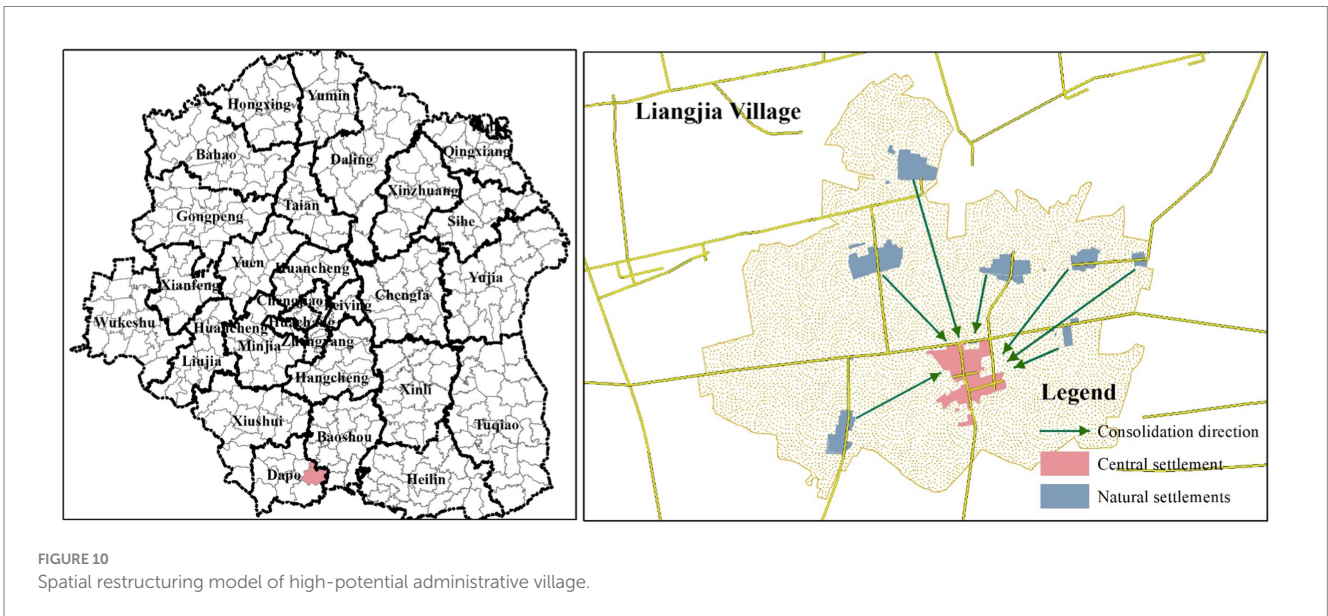 Hongxing
Yumin
Bahao
Daling
Qingxiang
Xinzhuang
Taian
Gongpeng
Sihe
Yuen
Huancheng
Yujia
Xianfeng
Chengfa
Wukeshu
Huancheng
Minjia
Zhengyang
Liujia
Hangcheng
Xinli
Xiushui
Baoshou
Tuqiao
Dapo
Heilin
Liangjia Village
Legend
Consolidation direction
Central settlement
Natural settlements
FIGURE 10
Spatial restructuring model of high-potential administrative village.